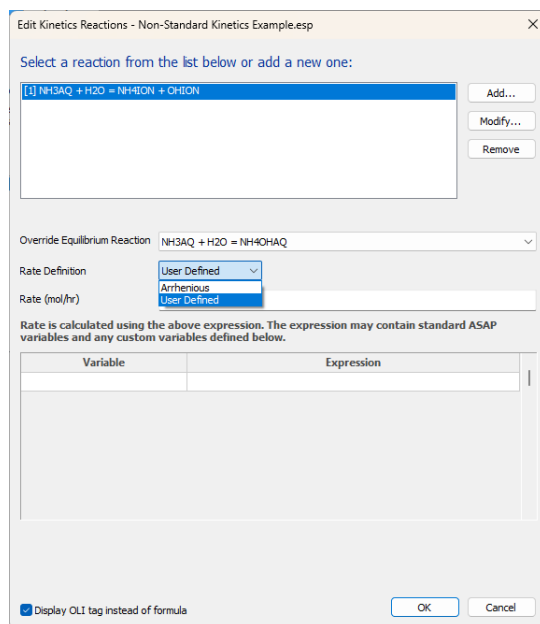 Edit Kinetics Reactions - Non-Standard Kinetics Example.esp
Select a reaction from the list below or add a new one:
[1] NH3AQ + H2O = NH4ION + OHION
Add...
Modify...
Remove
Override Equilibrium Reaction NH3AQ + H2O = NH4OHAQ
Rate Definition User Defined
Arrhenious
Rate (mol/hr) User Defined
Rate is calculated using the above expression. The expression may contain standard ASAP
variables and any custom variables defined below.
Variable Expression
Display OLI tag instead of formula
OK Cancel